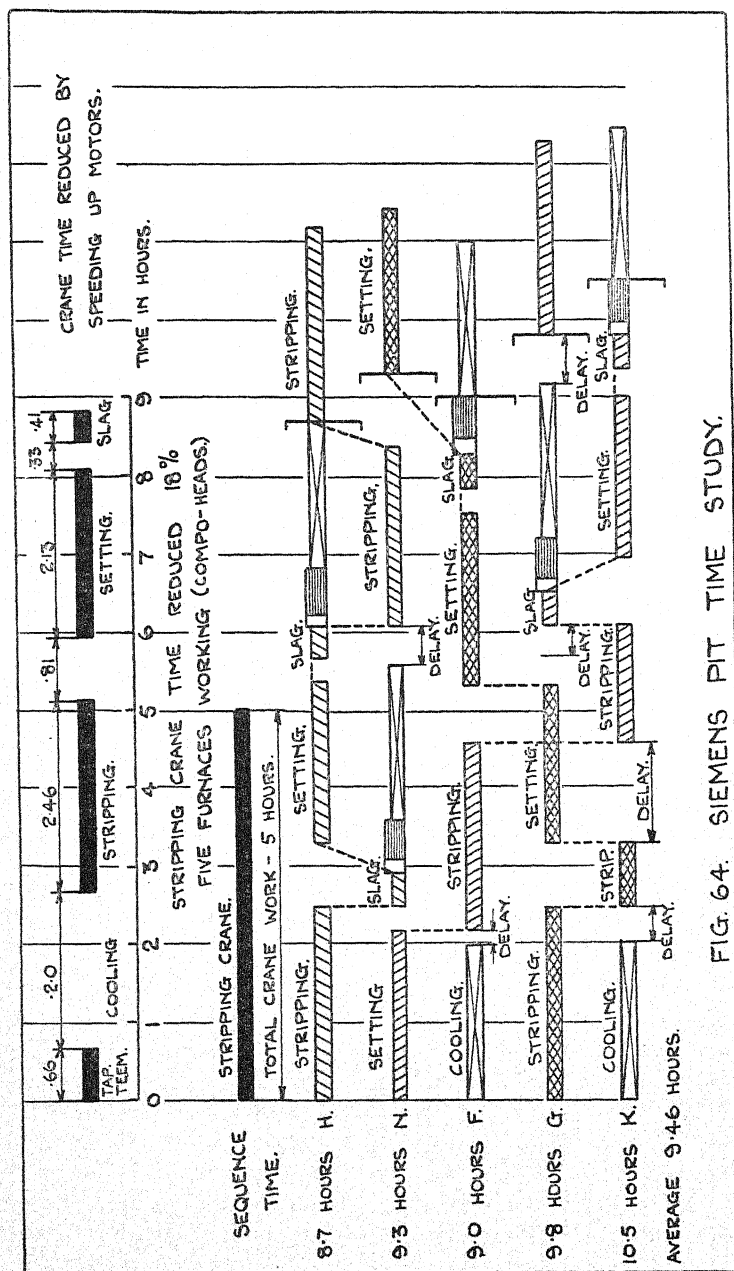 CRANE TIME REDUCED BY
SPEEDING UP MOTORS.
.66
.2.0
2.46
.81
2.13
.33
.41
TAP.
TEEM.
COOLING
STRIPPING.
SETTING.
SLAG
0
1
2
3
4
5
6
7
8
9
TIME IN HOURS.
STRIPPING CRANE TIME REDUCED 18%
FIVE FURNACES WORKING (COMPO-HEADS.)
SEQUENCE
TIME.
STRIPPING CRANE.
TOTAL CRANE WORK - 5 HOURS.
8.7 HOURS H.
STRIPPING.
SETTING.
SLAG.
STRIPPING.
9.3 HOURS N.
SETTING
SLAG.
DELAY.
STRIPPING.
SETTING.
9.0 HOURS F.
COOLING.
DELAY.
STRIPPING.
SETTING.
SLAG.
9.8 HOURS G.
STRIPPING.
SETTING.
DELAY.
SLAG.
DELAY.
10.5 HOURS K.
COOLING.
DELAY.
STRIP.
DELAY.
STRIPPING.
SETTING.
SLAG.
AVERAGE 9.46 HOURS.
FIG. 64. SIEMENS PIT TIME STUDY.